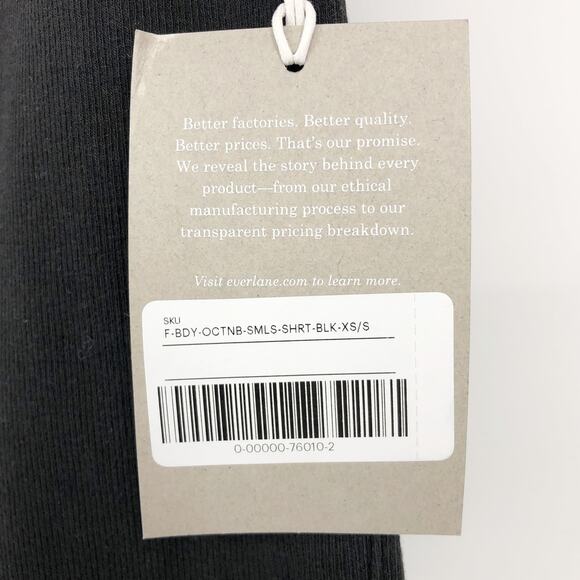 Better factories. Better quality.
Better prices. That's our promise.
We reveal the story behind every
product—from our ethical
manufacturing process to our
transparent pricing breakdown.
Visit everlane.com to learn more.
SKU
F-BDY-OCTNB-SMLS-SHRT-BLK-XS/S
0-00000-76010-2